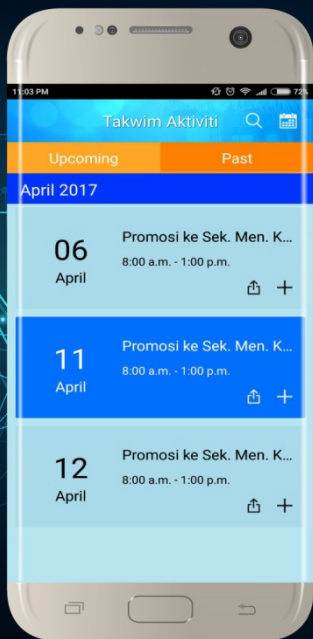 11:03 PM
72%
Takwim Aktiviti
Upcoming
Past
April 2017
06
April
Promosi ke Sek. Men. K...
8:00 a.m. - 1:00 p.m.
11
April
Promosi ke Sek. Men. K...
8:00 a.m. - 1:00 p.m.
12
April
Promosi ke Sek. Men. K...
8:00 a.m. - 1:00 p.m.